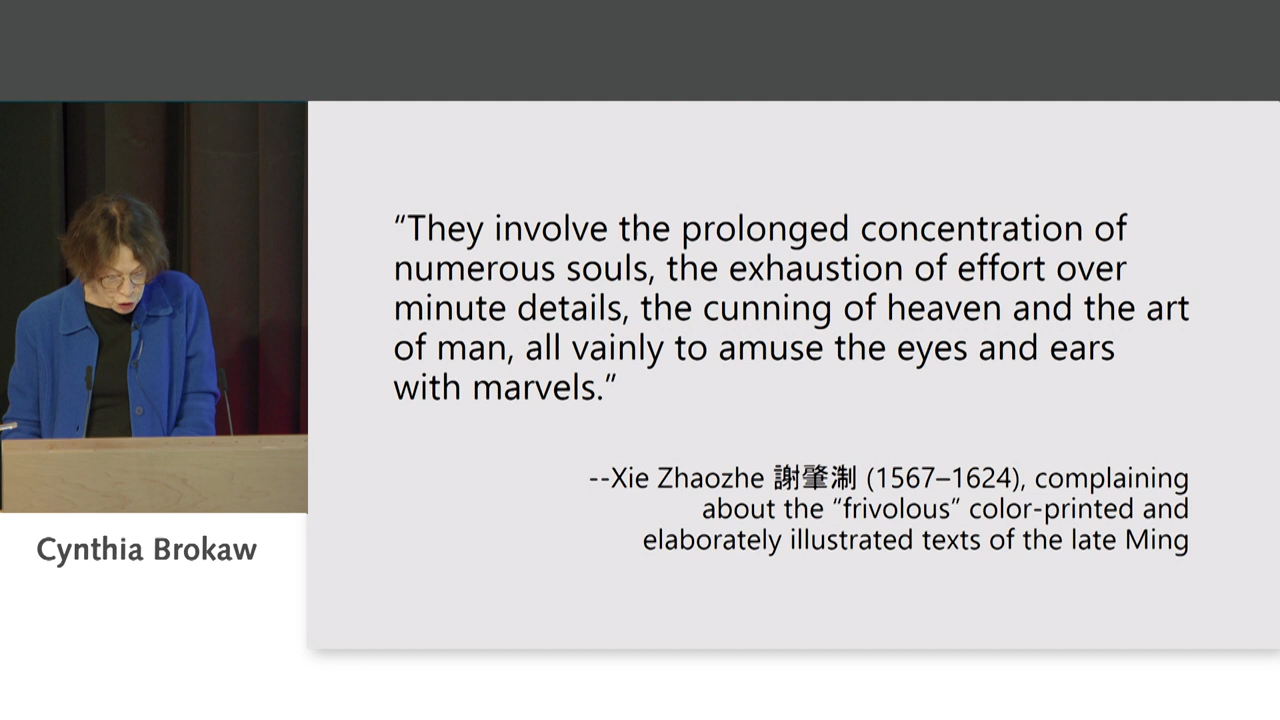 “They involve the prolonged concentration of
numerous souls, the exhaustion of effort over
minute details, the cunning of heaven and the art
of man, all vainly to amuse the eyes and ears
with marvels.”
--Xie Zhaozhe 謝肇淛 (1567–1624), complaining
about the “frivolous” color-printed and
elaborately illustrated texts of the late Ming
Cynthia Brokaw